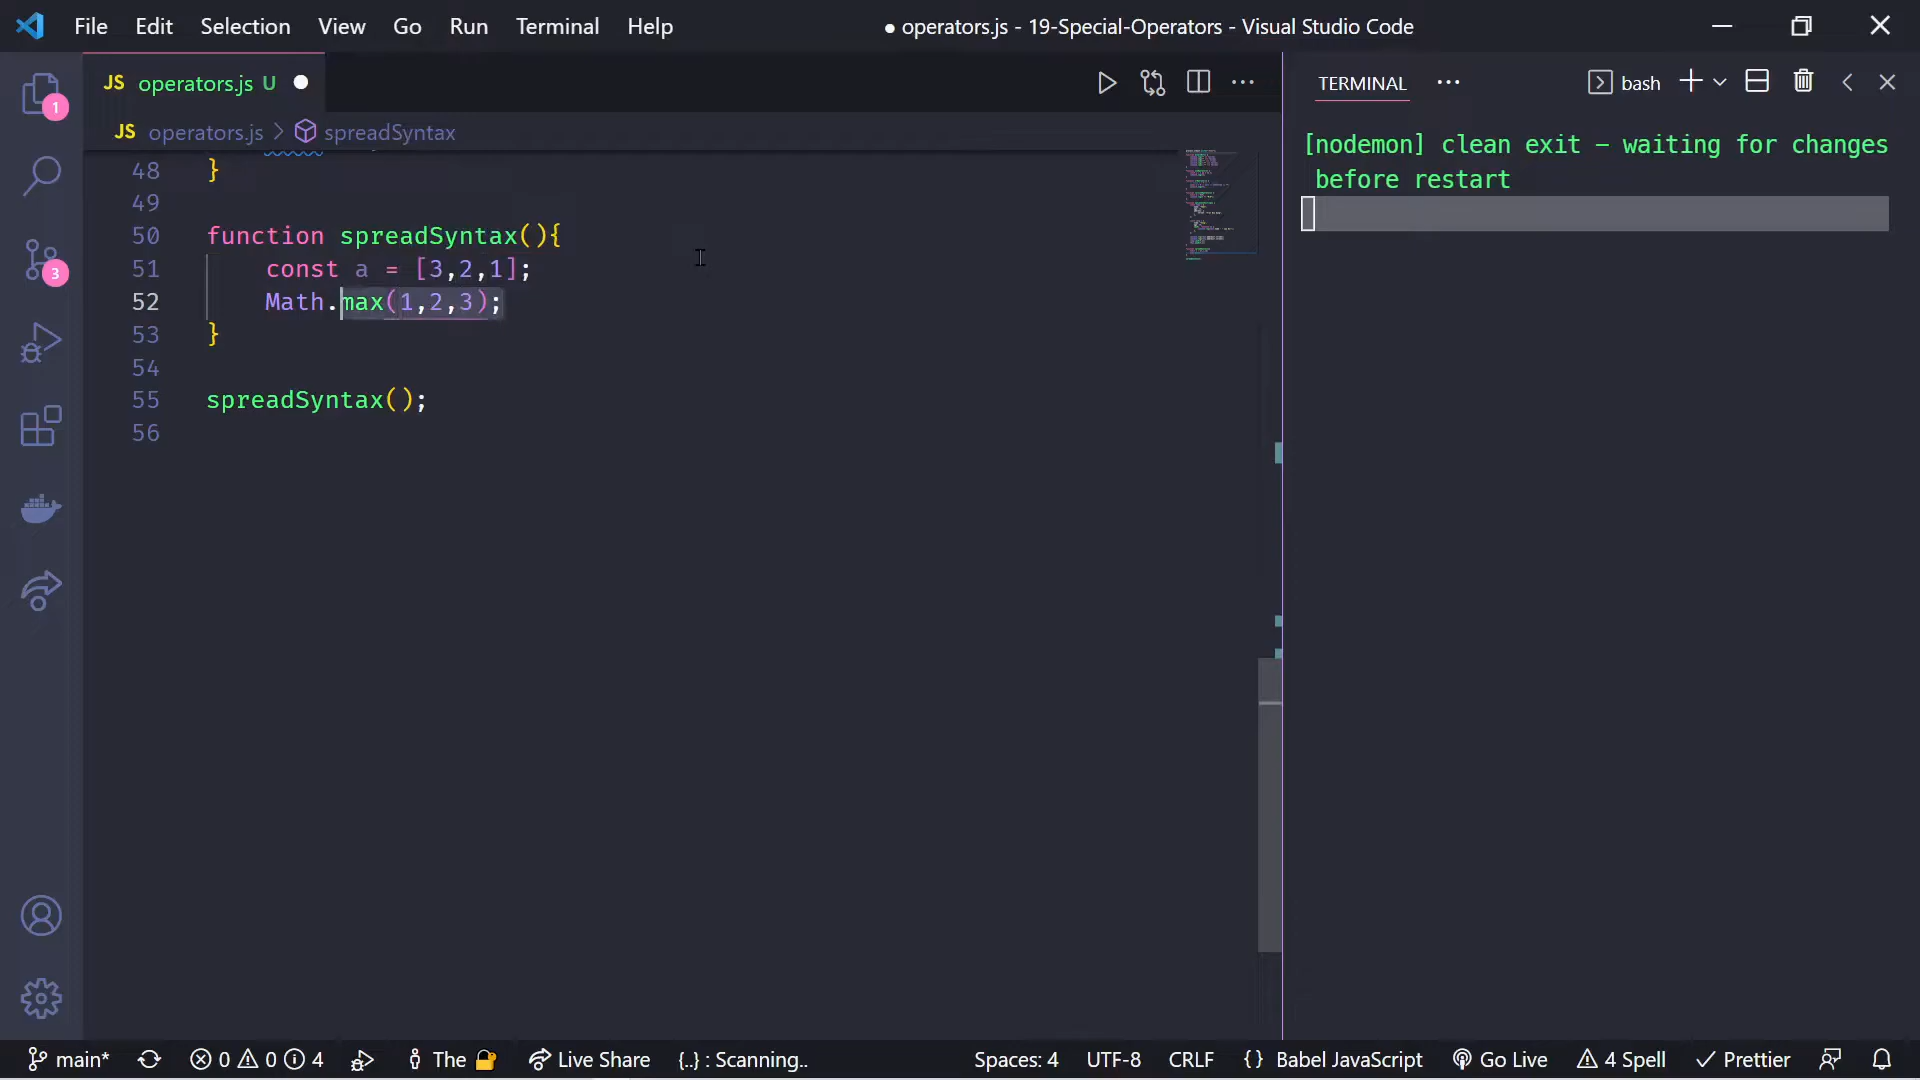 File Edit Selection View Go Run Terminal Help ● operators.js - 19-Special-Operators - Visual Studio Code
JS operators.js U ●
TERMINAL ··· bash
JS operators.js > spreadSyntax
[nodemon] clean exit - waiting for changes
before restart
48 }
49
50 function spreadSyntax(){
51 const a = [3,2,1];
52 Math.max(1,2,3);
53 }
54
55 spreadSyntax();
56
1
3
main* 0 0 4 The Live Share {..} : Scanning.. Spaces: 4 UTF-8 CRLF {} Babel JavaScript Go Live 4 Spell Prettier